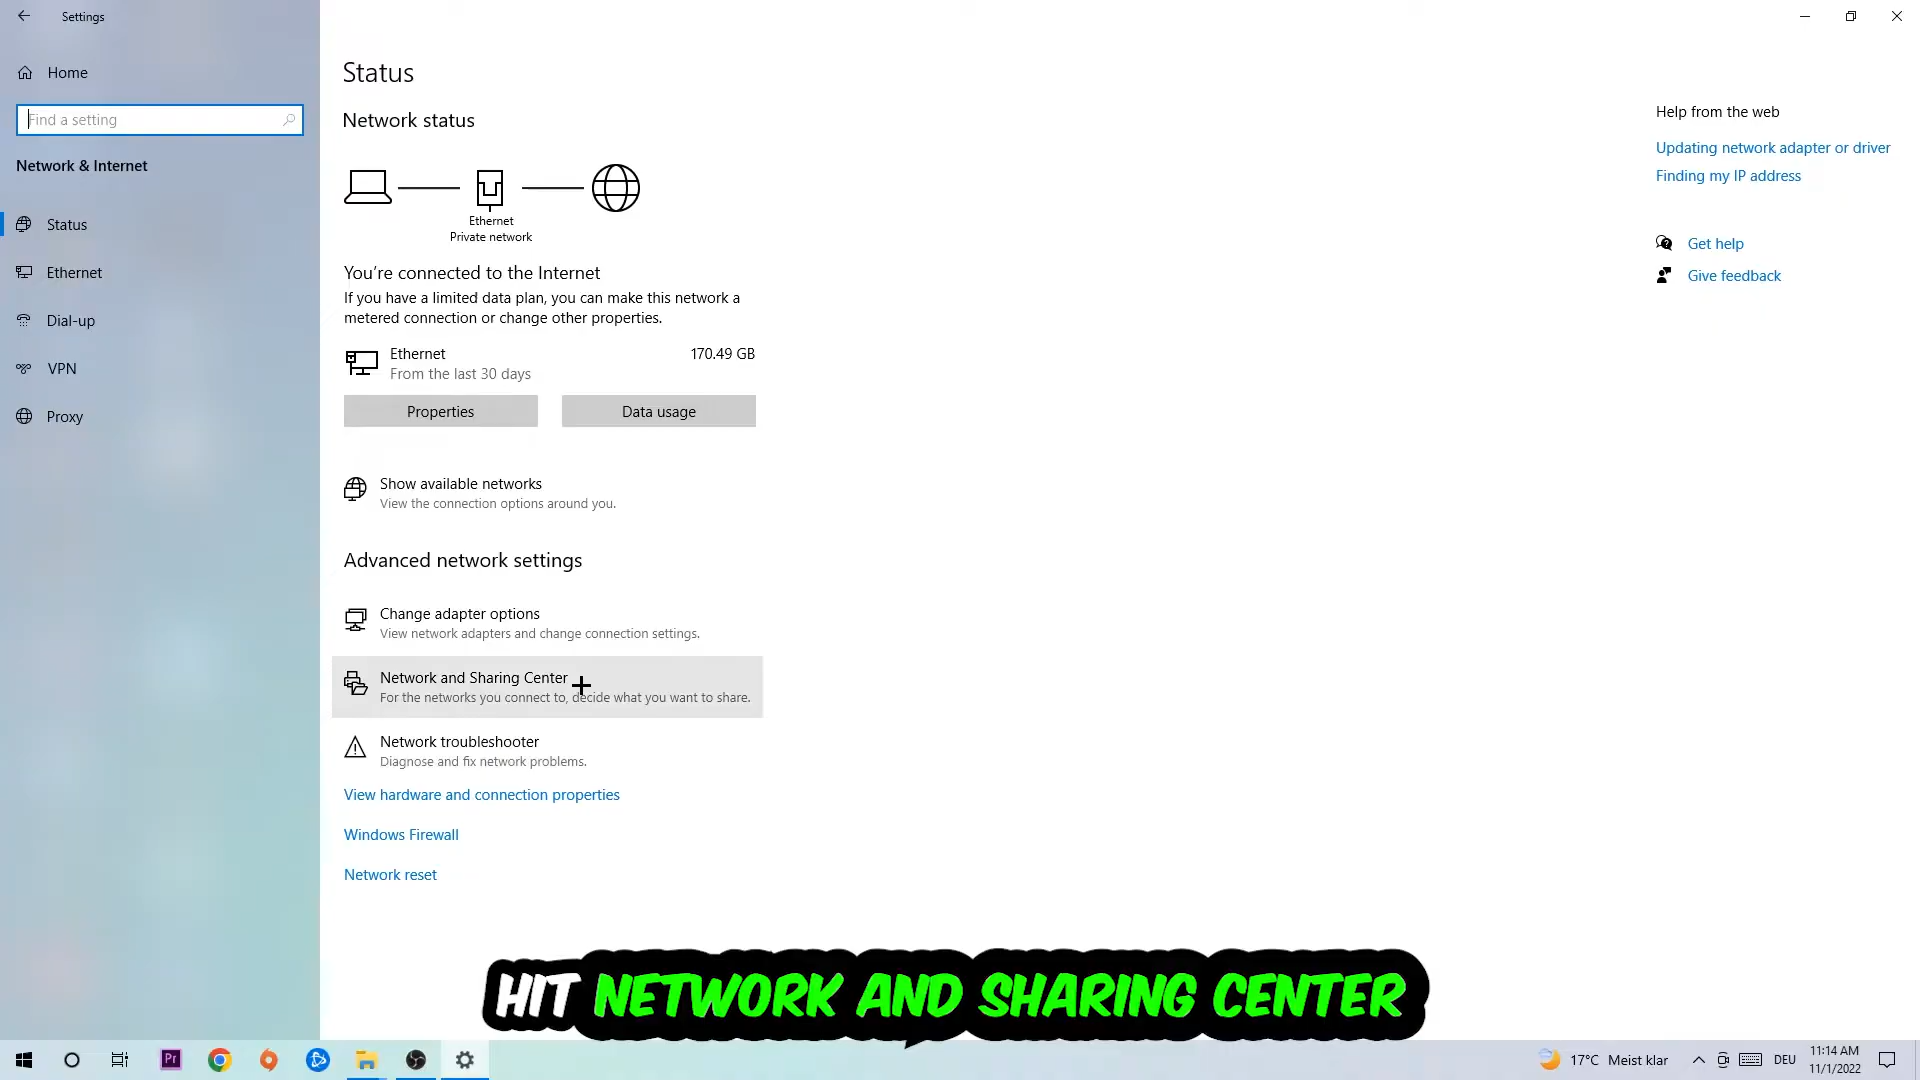 Settings
Home
Find a setting
Network & Internet
Status
Ethernet
Dial-up
VPN
Proxy
Status
Network status
Ethernet
Private network
You're connected to the Internet
If you have a limited data plan, you can make this network a
metered connection or change other properties.
Ethernet
170.49 GB
From the last 30 days
Properties
Data usage
Show available networks
View the connection options around you.
Advanced network settings
Change adapter options
View network adapters and change connection settings.
Network and Sharing Center
For the networks you connect to, decide what you want to share.
Network troubleshooter
Diagnose and fix network problems.
View hardware and connection properties
Windows Firewall
Network reset
Help from the web
Updating network adapter or driver
Finding my IP address
Get help
Give feedback
HIT NETWORK AND SHARING CENTER
Pr
17°C Meist klar
DEU
11:14 AM
11/1/2022